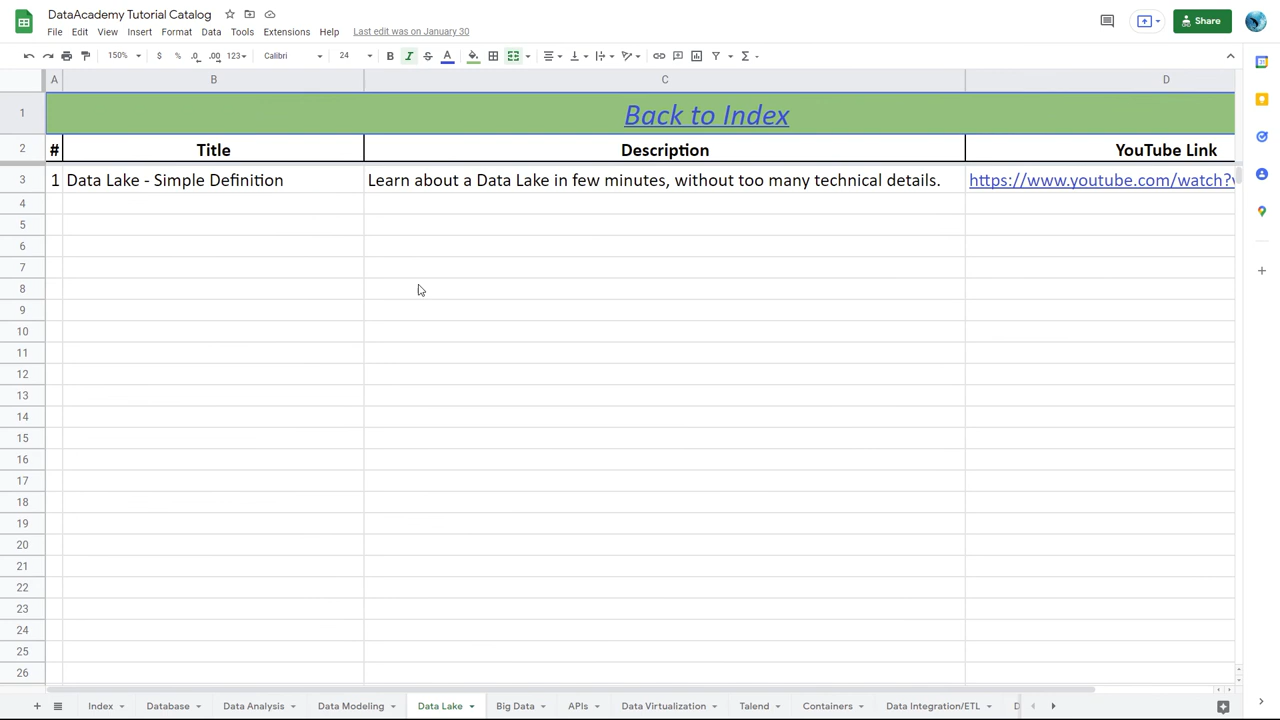 DataAcademy Tutorial Catalog
Share
File Edit View Insert Format Data Tools Extensions Help Last edit was on January 30
150% $ % .0 .00 123 Calibri 24 B I S A Σ
A B C D
1 Back to Index
2 # Title Description YouTube Link
3 1 Data Lake - Simple Definition Learn about a Data Lake in few minutes, without too many technical details. https://www.youtube.com/watch?v
4
5
6
7
8
9
10
11
12
13
14
15
16
17
18
19
20
21
22
23
24
25
26
+ Index Database Data Analysis Data Modeling Data Lake Big Data APIs Data Virtualization Talend Containers Data Integration/ETL